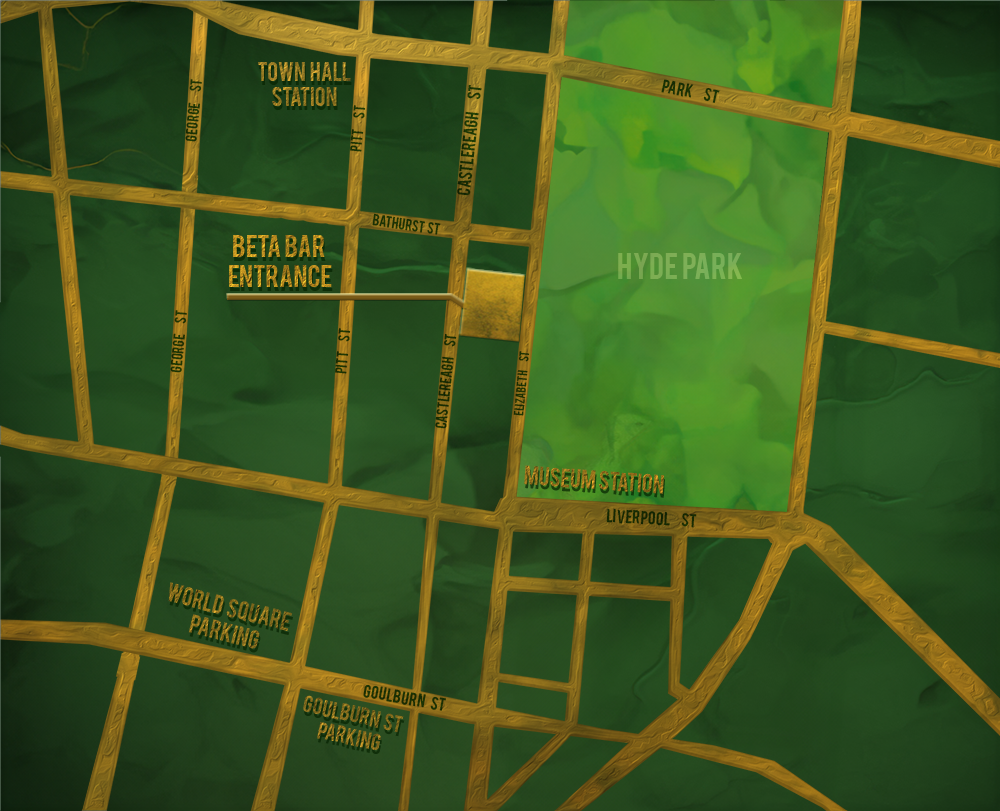 TOWN HALL
STATION
PARK ST
GEORGE ST
PITT ST
CASTLEREAGH ST
BATHURST ST
BETA BAR
ENTRANCE
HYDE PARK
GEORGE ST
PITT ST
CASTLEREAGH ST
ELIZABETH ST
MUSEUM STATION
LIVERPOOL ST
WORLD SQUARE
PARKING
GOULBURN ST
GOULBURN ST
PARKING